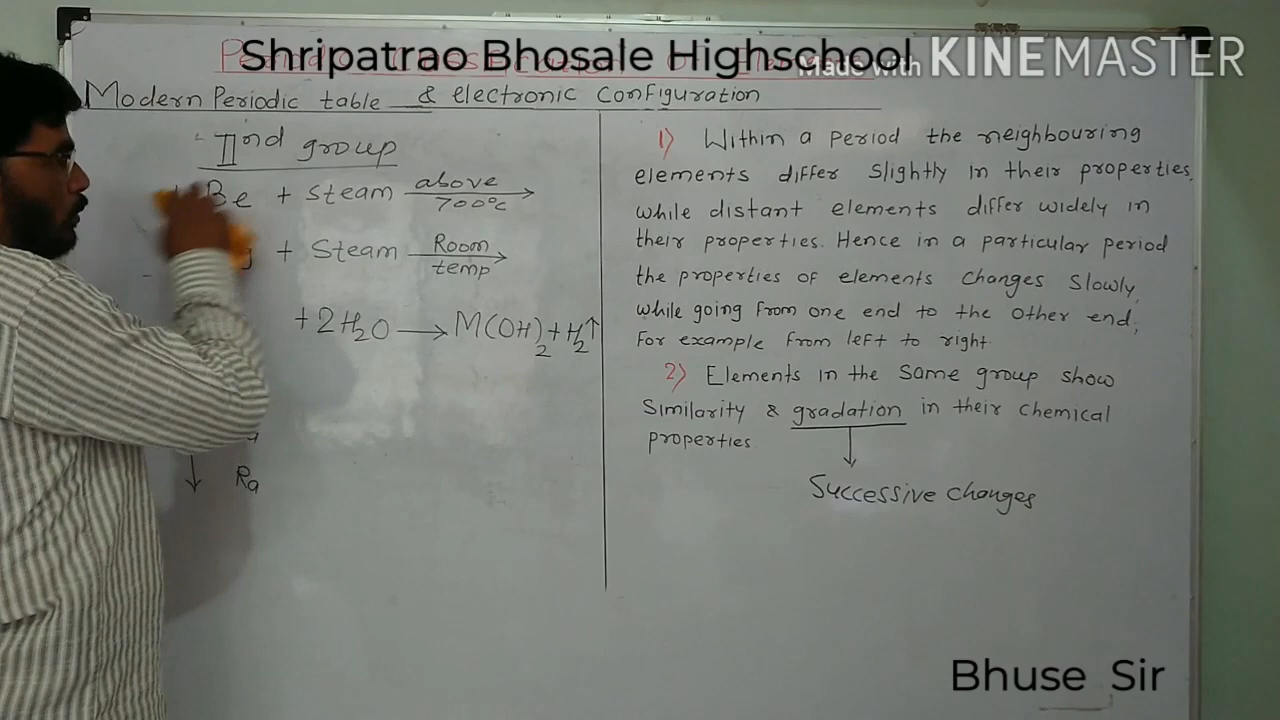 Shripatrao Bhosale Highschool
Made with KINEMASTER
Modern Periodic table & electronic configuration
IInd group
Be + steam above 700°C
+ Steam Room temp
+ 2H₂O → M(OH)₂ + H₂↑
Ra
1) Within a period the neighbouring
elements differ slightly in their properties
while distant elements differ widely in
their properties. Hence in a particular period
the properties of elements changes slowly,
while going from one end to the other end,
For example from left to right
2) Elements in the same group show
Similarity & gradation in their chemical
properties
Successive changes
Bhuse Sir